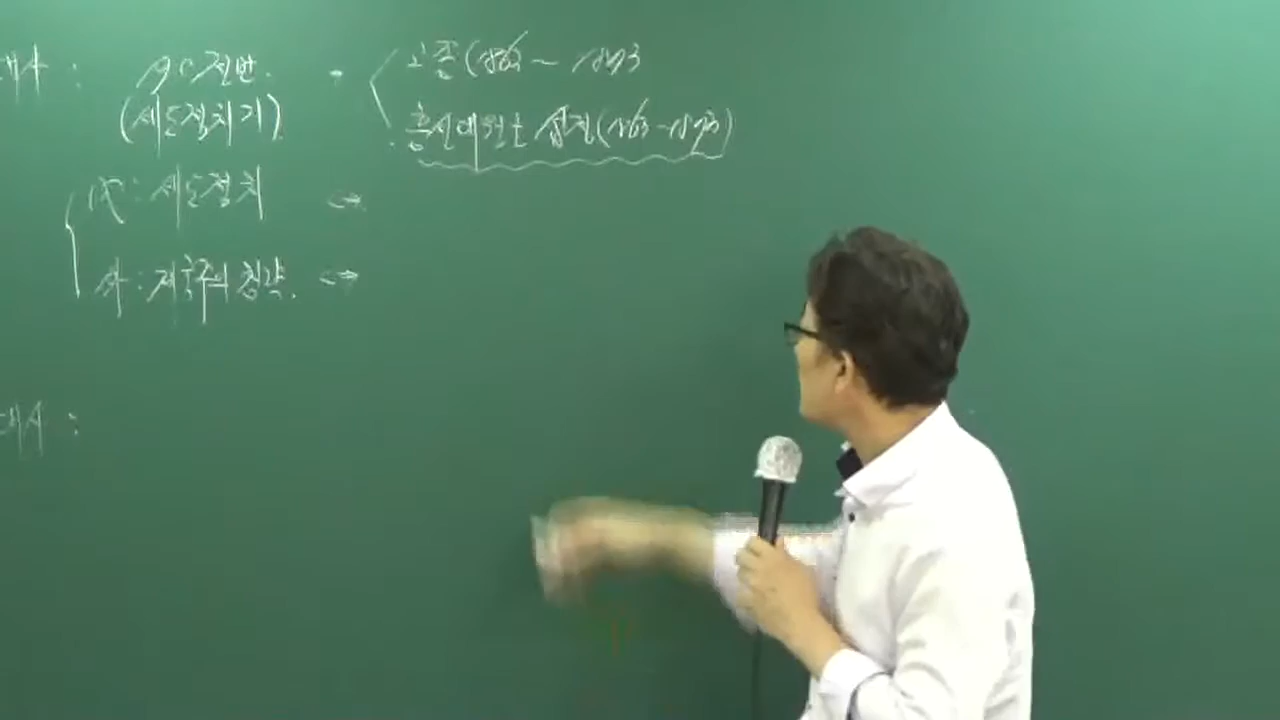 19C 전반.
(세도정치기)
고종(1863 ~ 1873
흥선대원군 섭정(1863-1873)
內 : 세도정치 ↔
外 : 제국주의 침략. ↔